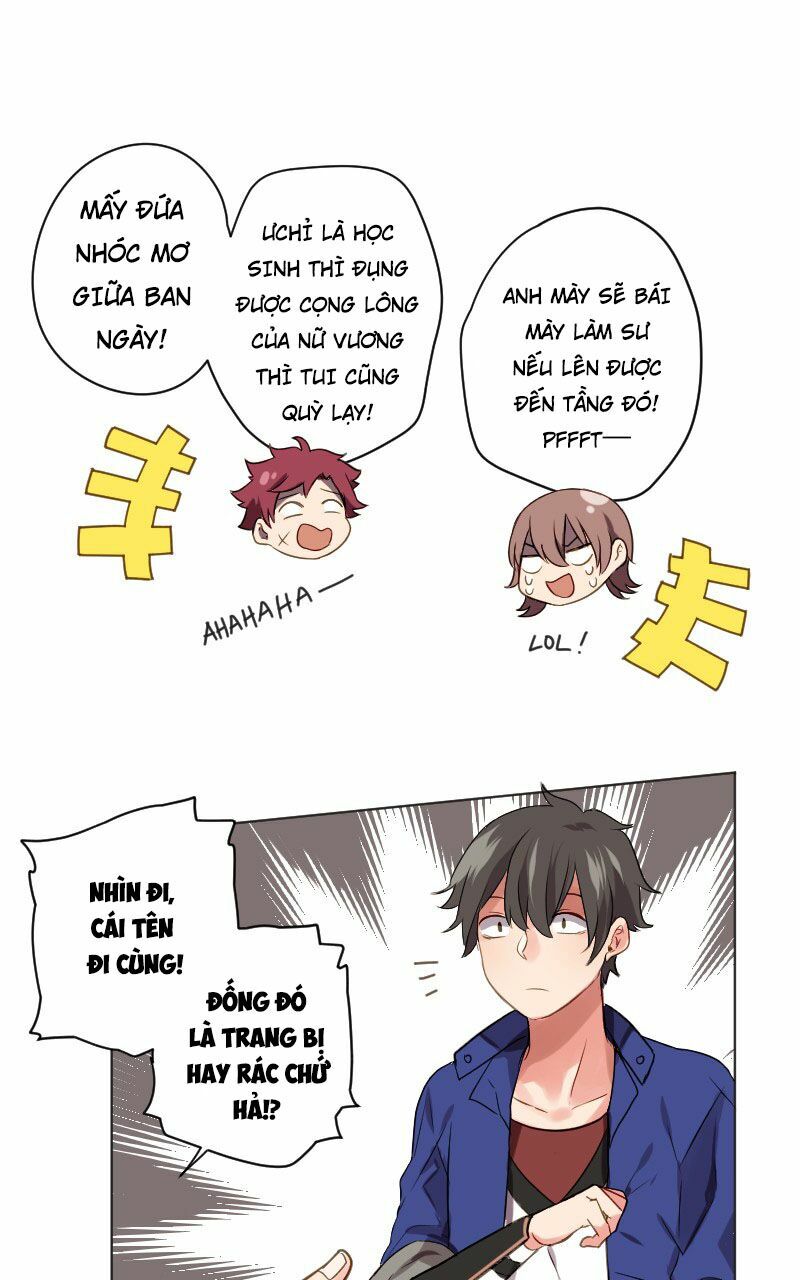 MẤY ĐỨA
NHÓC MƠ
GIỮA BAN
NGÀY!
ƯCHỈ LÀ HỌC
SINH THÌ ĐỤNG
ĐƯỢC CỌNG LÔNG
CỦA NỮ VƯƠNG
THÌ TUI CŨNG
QUỲ LẠY!
ANH MÀY SẼ BÁI
MÀY LÀM SƯ
NẾU LÊN ĐƯỢC
ĐẾN TẦNG ĐÓ!
PFFFT—
AHAHAHA—
LOL!
NHÌN ĐI,
CÁI TÊN
ĐI CÙNG!
ĐỐNG ĐÓ
LÀ TRANG BỊ
HAY RÁC CHỨ
HẢ!?